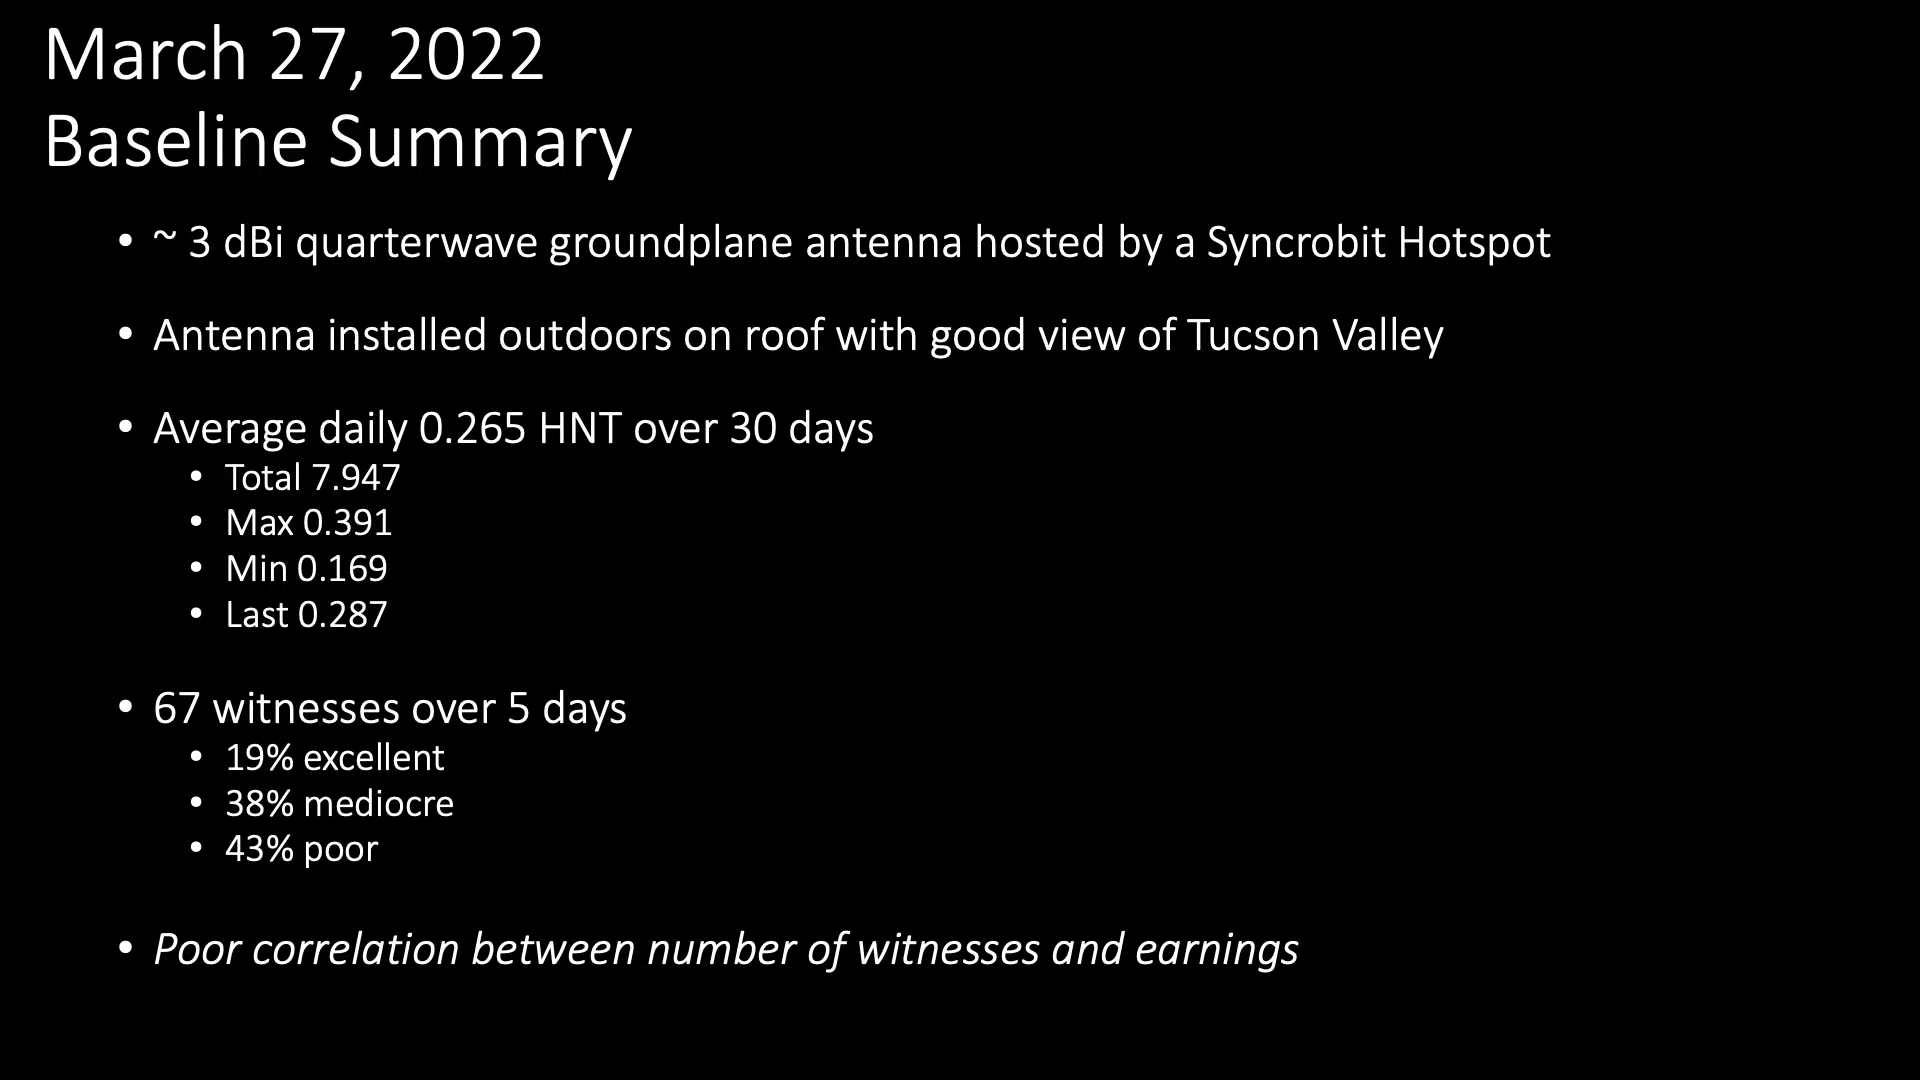 March 27, 2022
Baseline Summary
• ~ 3 dBi quarterwave groundplane antenna hosted by a Syncrobit Hotspot
• Antenna installed outdoors on roof with good view of Tucson Valley
• Average daily 0.265 HNT over 30 days
• Total 7.947
• Max 0.391
• Min 0.169
• Last 0.287
• 67 witnesses over 5 days
• 19% excellent
• 38% mediocre
• 43% poor
• Poor correlation between number of witnesses and earnings